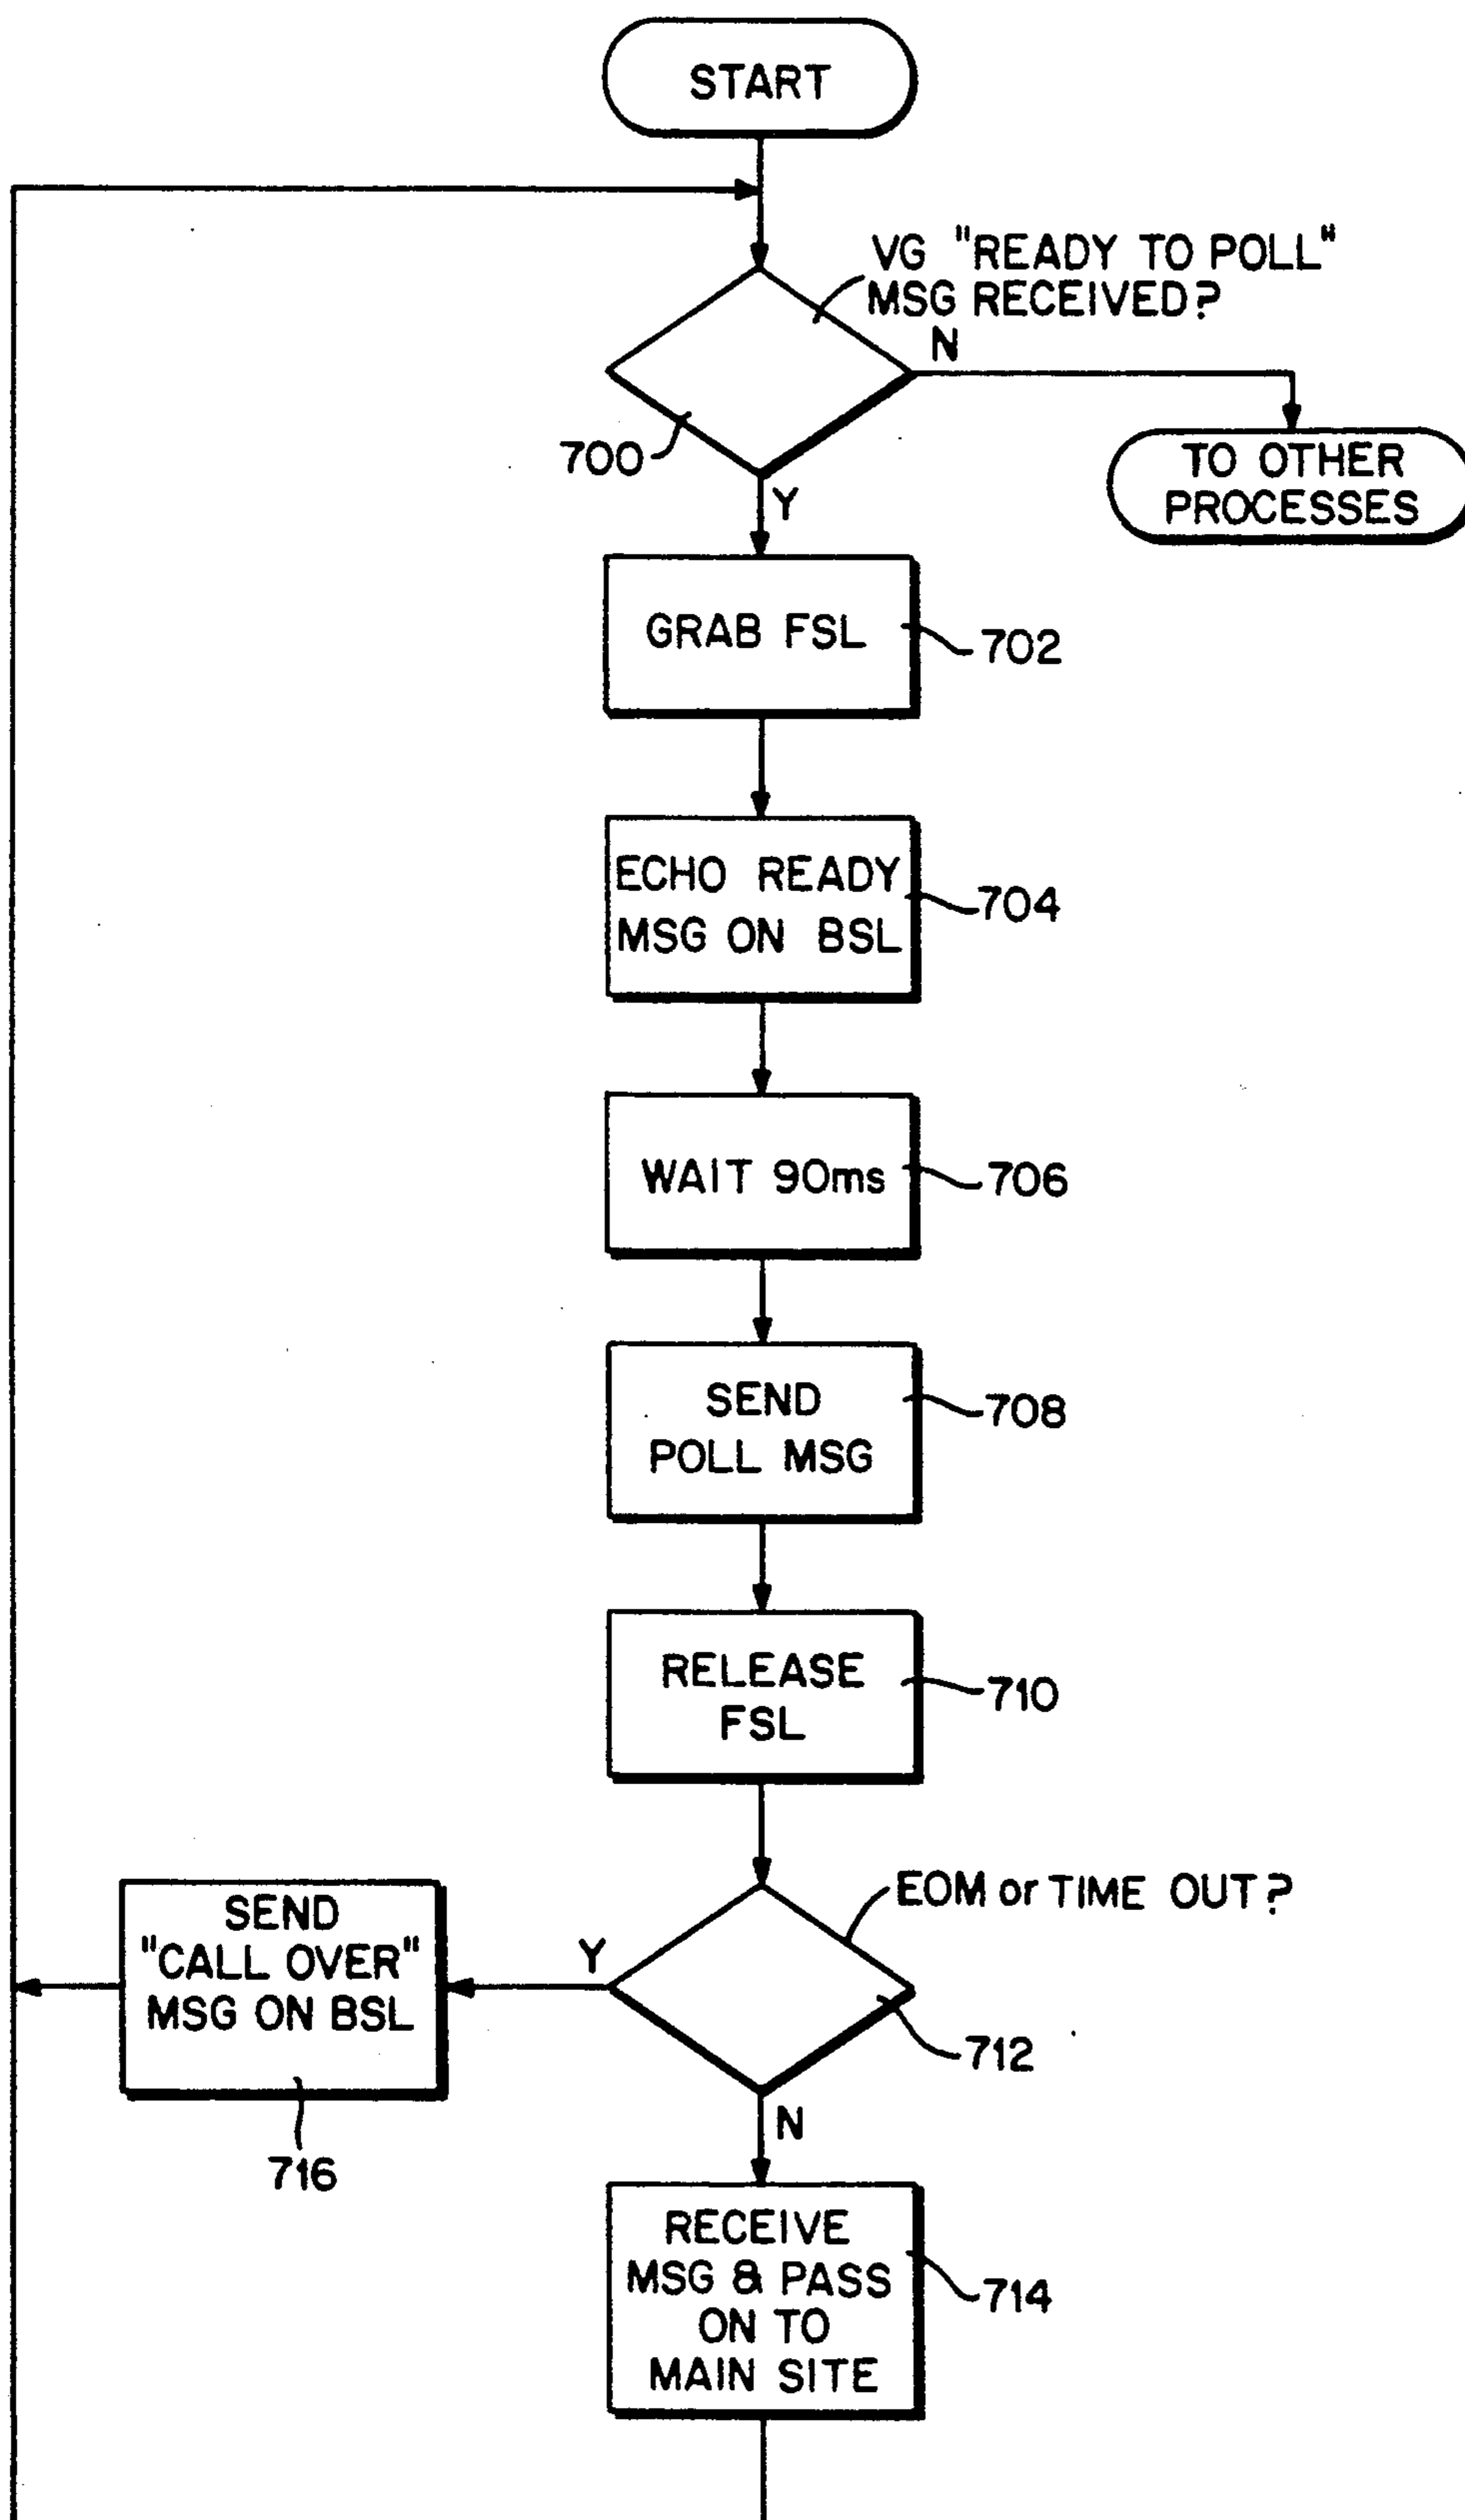 START
VG "READY TO POLL"
MSG RECEIVED?
N
700
TO OTHER
PROCESSES
Y
GRAB FSL
702
ECHO READY
MSG ON BSL
704
WAIT 90ms
706
SEND
POLL MSG
708
RELEASE
FSL
710
EOM or TIME OUT?
SEND
"CALL OVER"
MSG ON BSL
Y
712
N
716
RECEIVE
MSG & PASS
ON TO
MAIN SITE
714